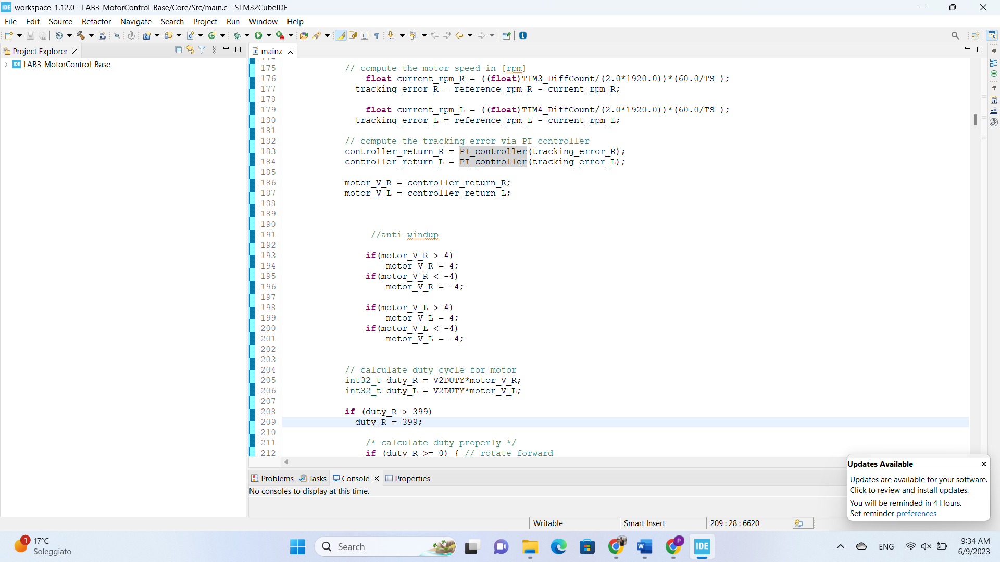 IDE workspace_1.12.0 - LAB3_MotorControl_Base/Core/Src/main.c - STM32CubeIDE
File Edit Source Refactor Navigate Search Project Run Window Help
Project Explorer
main.c
IDE LAB3_MotorControl_Base
174
175 // compute the motor speed in [rpm]
176 float current_rpm_R = ((float)TIM3_DiffCount/(2.0*1920.0))*(60.0/TS );
177 tracking_error_R = reference_rpm_R - current_rpm_R;
178
179 float current_rpm_L = ((float)TIM4_DiffCount/(2.0*1920.0))*(60.0/TS );
180 tracking_error_L = reference_rpm_L - current_rpm_L;
181
182 // compute the tracking error via PI controller
183 controller_return_R = PI_controller(tracking_error_R);
184 controller_return_L = PI_controller(tracking_error_L);
185
186 motor_V_R = controller_return_R;
187 motor_V_L = controller_return_L;
188
189
190
191 //anti windup
192
193 if(motor_V_R > 4)
194 motor_V_R = 4;
195 if(motor_V_R < -4)
196 motor_V_R = -4;
197
198 if(motor_V_L > 4)
199 motor_V_L = 4;
200 if(motor_V_L < -4)
201 motor_V_L = -4;
202
203
204 // calculate duty cycle for motor
205 int32_t duty_R = V2DUTY*motor_V_R;
206 int32_t duty_L = V2DUTY*motor_V_L;
207
208 if (duty_R > 399)
209 duty_R = 399;
210
211 /* calculate duty properly */
212 if (duty_R >= 0) { // rotate forward
Problems Tasks Console Properties
No consoles to display at this time.
Updates Available
Updates are available for your software.
Click to review and install updates.
You will be reminded in 4 Hours.
Set reminder preferences
Writable Smart Insert 209 : 28 : 6620
1
17°C
Soleggiato
Search
W
P
IDE
ENG
9:34 AM
6/9/2023